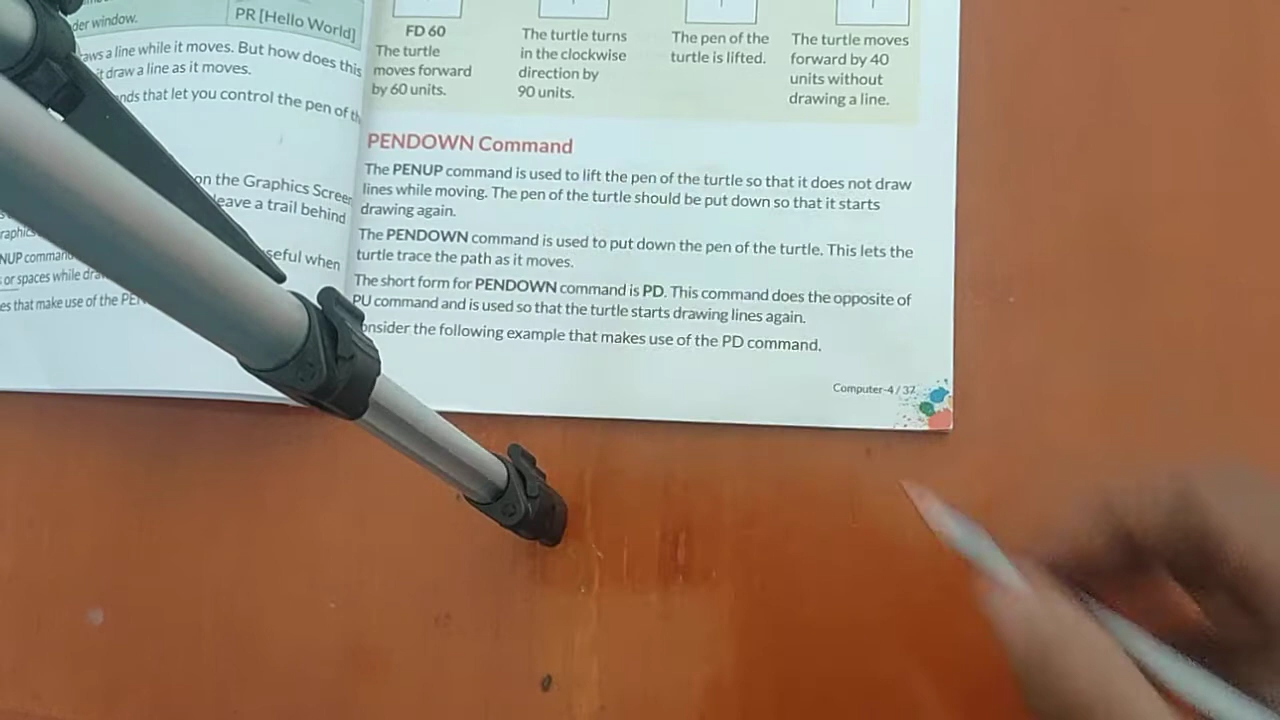 der window.
PR [Hello World]
aws a line while it moves. But how does this
it draw a line as it moves.
nds that let you control the pen of th
on the Graphics Screen
leave a trail behind
raphics
seful when
NUP command
or spaces while dra
es that make use of the PEN
FD 60
The turtle
moves forward
by 60 units.
The turtle turns
in the clockwise
direction by
90 units.
The pen of the
turtle is lifted.
The turtle moves
forward by 40
units without
drawing a line.
PENDOWN Command
The PENUP command is used to lift the pen of the turtle so that it does not draw
lines while moving. The pen of the turtle should be put down so that it starts
drawing again.
The PENDOWN command is used to put down the pen of the turtle. This lets the
turtle trace the path as it moves.
The short form for PENDOWN command is PD. This command does the opposite of
PU command and is used so that the turtle starts drawing lines again.
onsider the following example that makes use of the PD command.
Computer-4 / 37